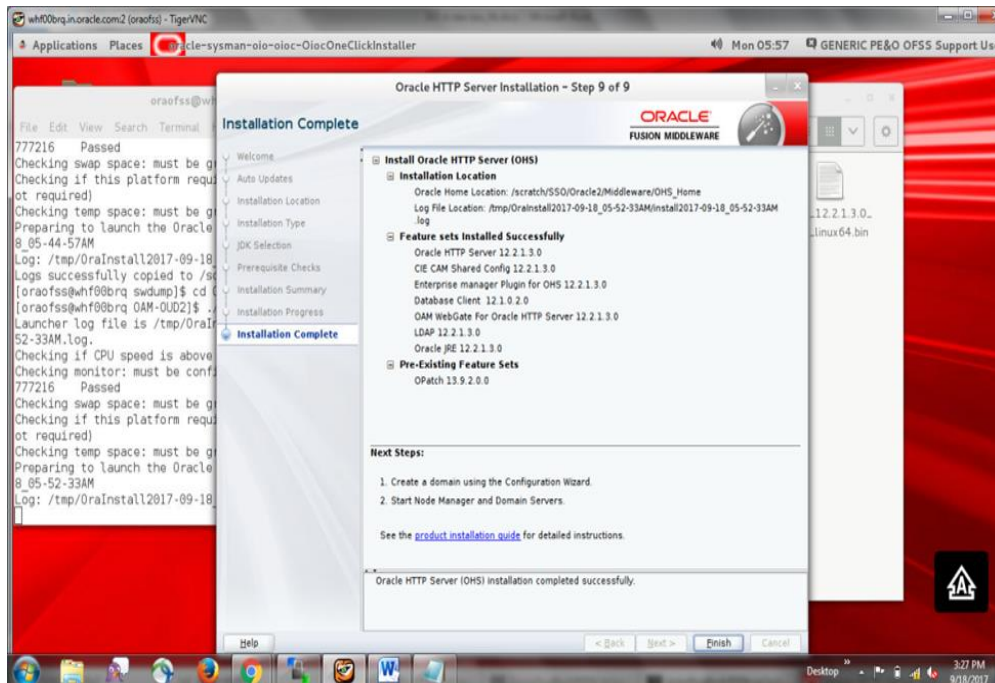 whf00brq.in.oracle.com:2 (oraofss) - TigerVNC
Applications Places oracle-sysman-oio-oioc-OiocOneClickInstaller Mon 05:57 GENERIC PE&O OFSS Support Us
oraofss@wh
File Edit View Search Terminal
777216 Passed
Checking swap space: must be gr
Checking if this platform requi
ot required)
Checking temp space: must be g
Preparing to launch the Oracle
8_05-44-57AM
Log: /tmp/OraInstall2017-09-18_
Logs successfully copied to /sc
[oraofss@whf00brq swdump]$ cd
[oraofss@whf00brq OAM-OUD2]$ ./
Launcher log file is /tmp/OraIn
52-33AM.log.
Checking if CPU speed is above
Checking monitor: must be confi
777216 Passed
Checking swap space: must be gr
Checking if this platform requi
ot required)
Checking temp space: must be g
Preparing to launch the Oracle
8_05-52-33AM
Log: /tmp/OraInstall2017-09-18_
Oracle HTTP Server Installation - Step 9 of 9
Installation Complete
ORACLE
FUSION MIDDLEWARE
Welcome
Auto Updates
Installation Location
Installation Type
JDK Selection
Prerequisite Checks
Installation Summary
Installation Progress
Installation Complete
Install Oracle HTTP Server (OHS)
Installation Location
Oracle Home Location: /scratch/SSO/Oracle2/Middleware/OHS_Home
Log File Location: /tmp/OraInstall2017-09-18_05-52-33AM/install2017-09-18_05-52-33AM
.log
Feature sets Installed Successfully
Oracle HTTP Server 12.2.1.3.0
CIE CAM Shared Config 12.2.1.3.0
Enterprise manager Plugin for OHS 12.2.1.3.0
Database Client 12.1.0.2.0
OAM WebGate For Oracle HTTP Server 12.2.1.3.0
LDAP 12.2.1.3.0
Oracle JRE 12.2.1.3.0
Pre-Existing Feature Sets
OPatch 13.9.2.0.0
Next Steps:
1. Create a domain using the Configuration Wizard.
2. Start Node Manager and Domain Servers.
See the product installation guide for detailed instructions.
Oracle HTTP Server (OHS) installation completed successfully.
Help
< Back Next > Finish Cancel
_12.2.1.3.0_
linux64.bin
Desktop
3:27 PM
9/18/2017